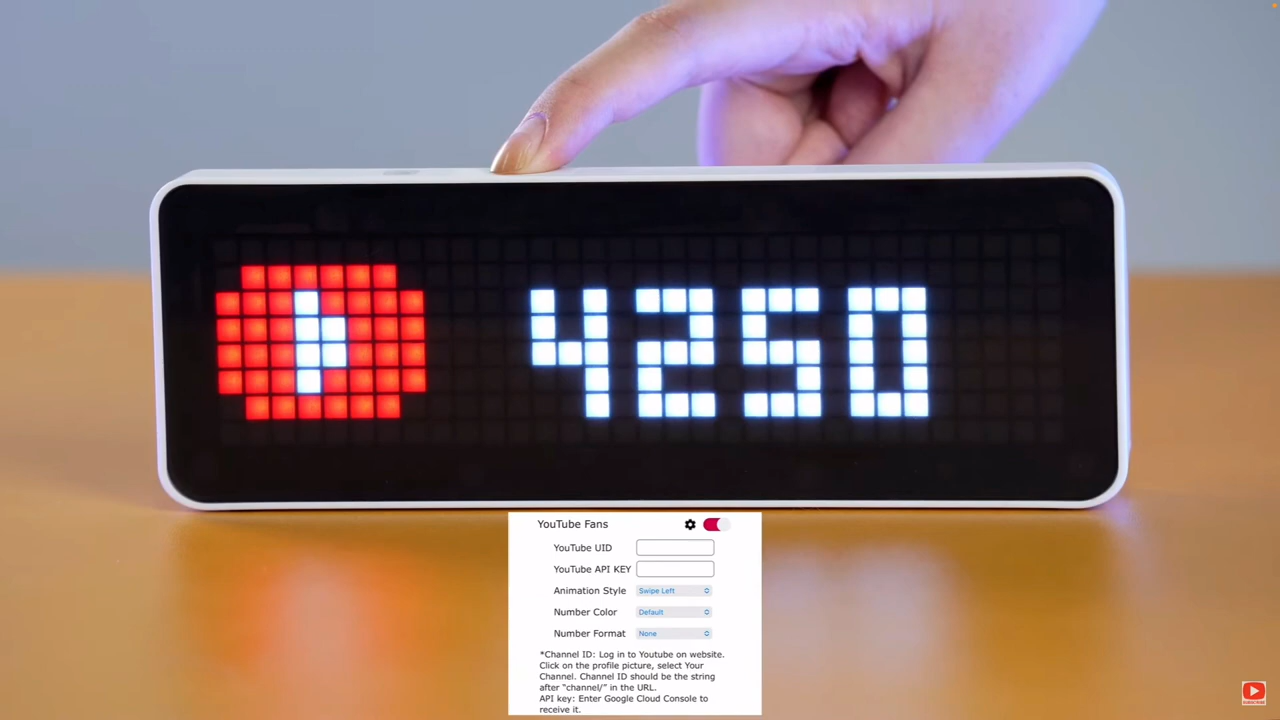 4250
YouTube Fans
YouTube UID
YouTube API KEY
Animation Style Swipe Left
Number Color Default
Number Format None
*Channel ID: Log in to Youtube on website.
Click on the profile picture, select Your
Channel. Channel ID should be the string
after “channel/” in the URL.
API key: Enter Google Cloud Console to
receive it.
SUBSCRIBE